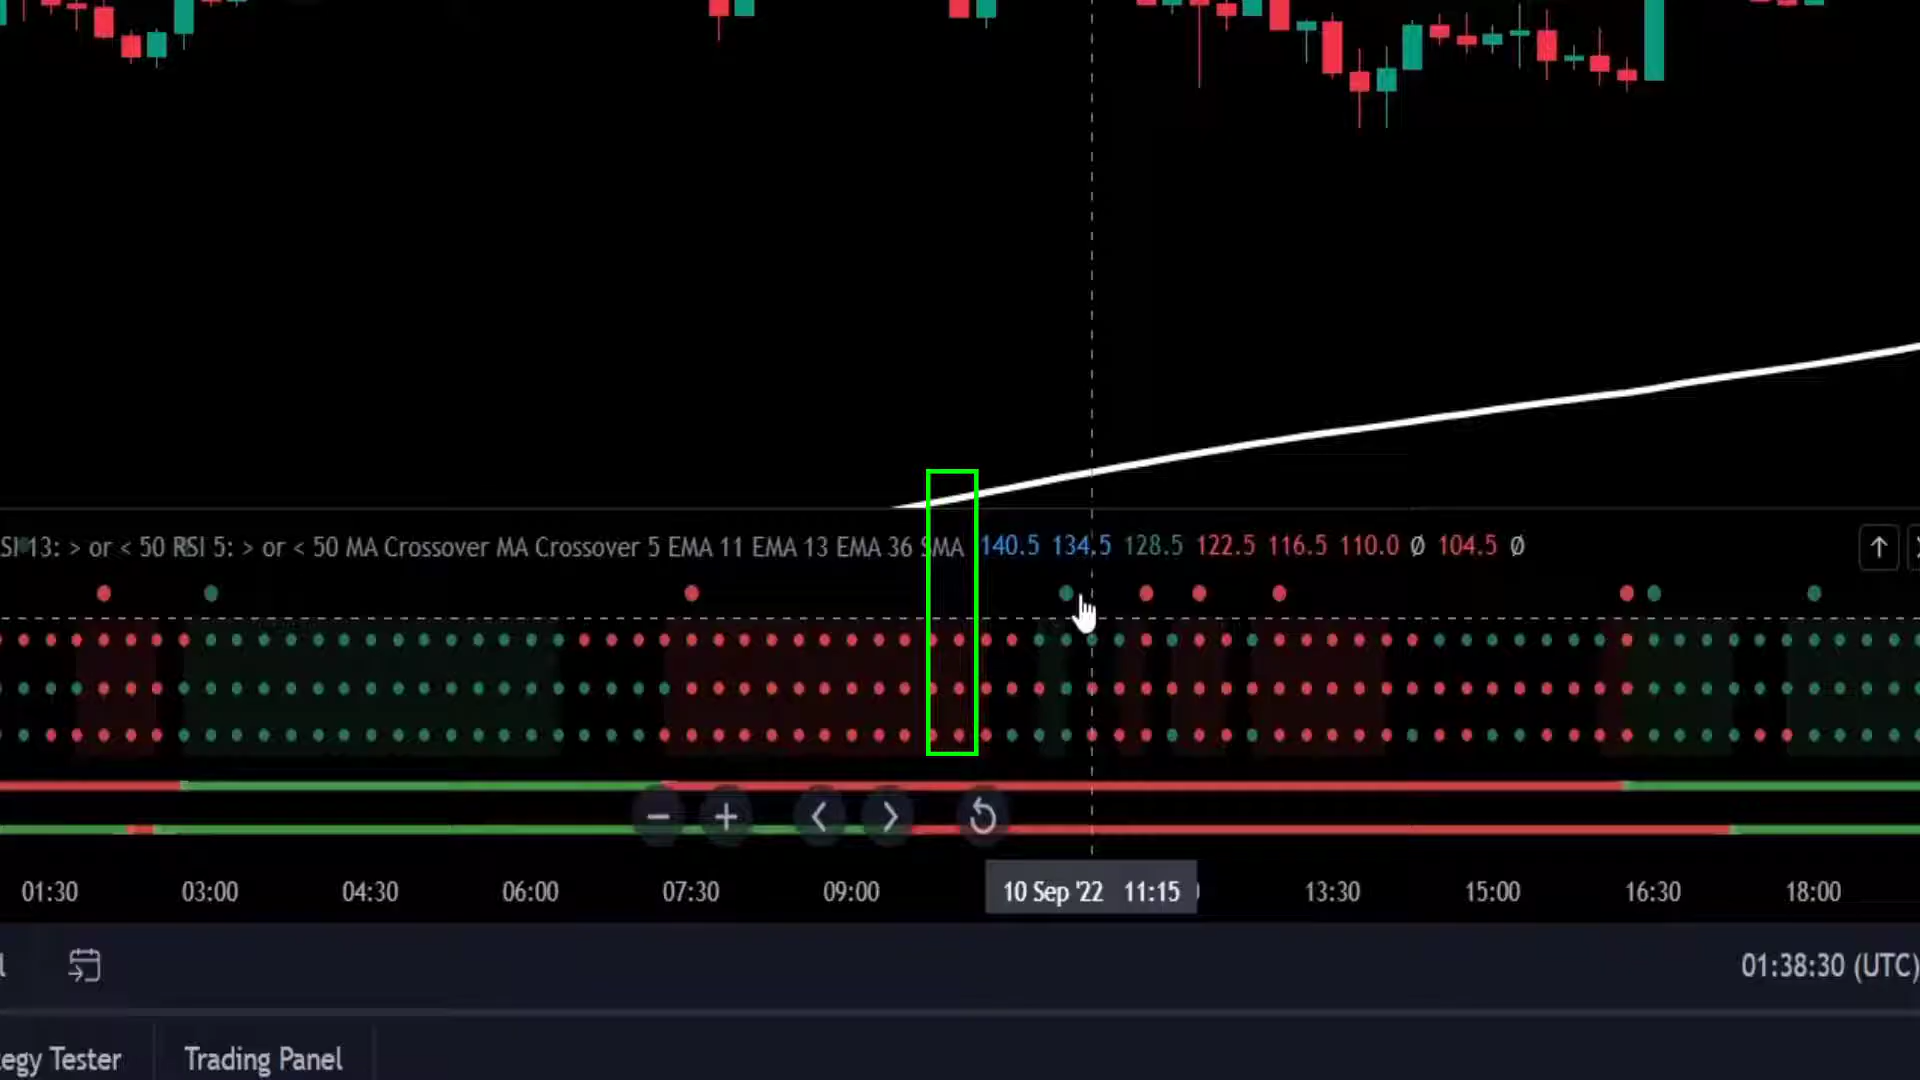 SI 13: > or < 50 RSI 5: > or < 50 MA Crossover MA Crossover 5 EMA 11 EMA 13 EMA 36 SMA 140.5 134.5 128.5 122.5 116.5 110.0 Ø 104.5 Ø
01:30 03:00 04:30 06:00 07:30 09:00 10 Sep '22 11:15 13:30 15:00 16:30 18:00
01:38:30 (UTC)
egy Tester Trading Panel